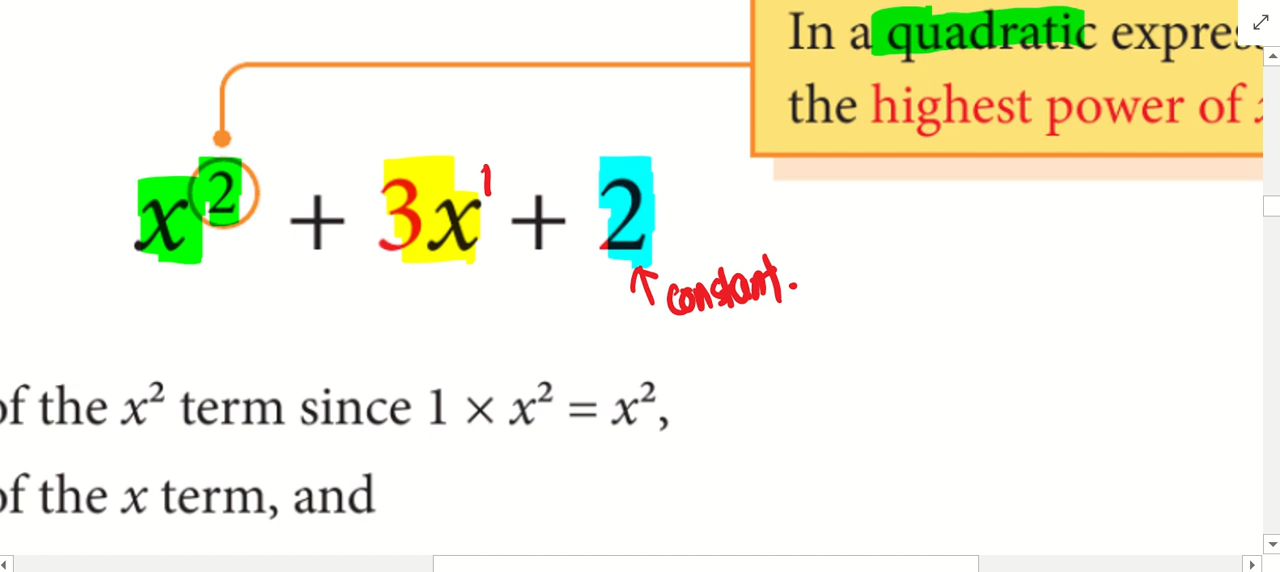 In a quadratic
the highest power of
x² + 3x¹ + 2
constant.
of the x² term since 1 × x² = x²,
of the x term, and